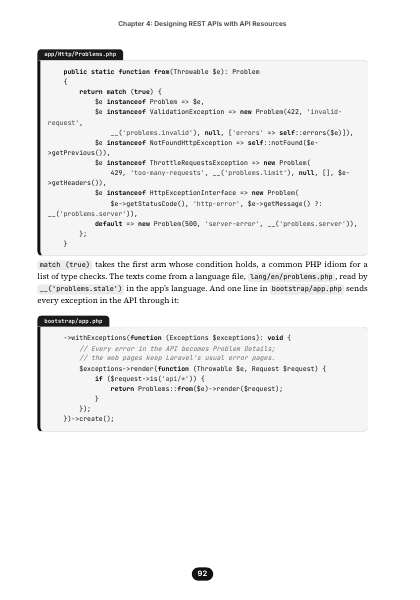 Chapter 4: Designing REST APIs with API Resources
app/Http/Problems.php
public static function from(Throwable $e): Problem
{
return match (true) {
$e instanceof Problem => $e,
$e instanceof ValidationException => new Problem(422, 'invalid-
request',
__('problems.invalid'), null, ['errors' => self::errors($e)]),
$e instanceof NotFoundHttpException => self::notFound($e-
>getPrevious()),
$e instanceof ThrottleRequestsException => new Problem(
429, 'too-many-requests', __('problems.limit'), null, [], $e-
>getHeaders()),
$e instanceof HttpExceptionInterface => new Problem(
$e->getStatusCode(), 'http-error', $e->getMessage() ?:
__('problems.server')),
default => new Problem(500, 'server-error', __('problems.server')),
};
}
match (true) takes the first arm whose condition holds, a common PHP idiom for a
list of type checks. The texts come from a language file, lang/en/problems.php, read by
__('problems.stale') in the app's language. And one line in bootstrap/app.php sends
every exception in the API through it:
bootstrap/app.php
->withExceptions(function (Exceptions $exceptions): void {
// Every error in the API becomes Problem Details;
// the web pages keep Laravel's usual error pages.
$exceptions->render(function (Throwable $e, Request $request) {
if ($request->is('api/*')) {
return Problems::from($e)->render($request);
}
});
})->create();
92